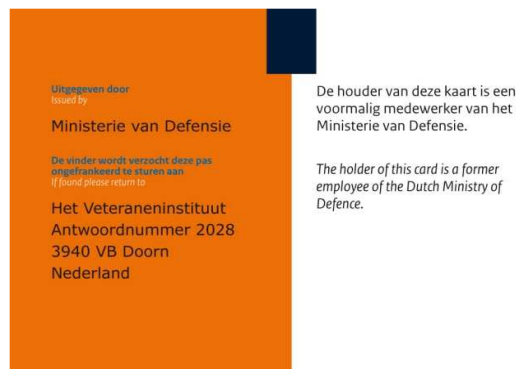 Uitgegeven door
Issued by
Ministerie van Defensie
De vinder wordt verzocht deze pas
ongefrankeerd te sturen aan
If found please return to
Het Veteraneninstituut
Antwoordnummer 2028
3940 VB Doorn
Nederland
De houder van deze kaart is een
voormalig medewerker van het
Ministerie van Defensie.
The holder of this card is a former
employee of the Dutch Ministry of
Defence.